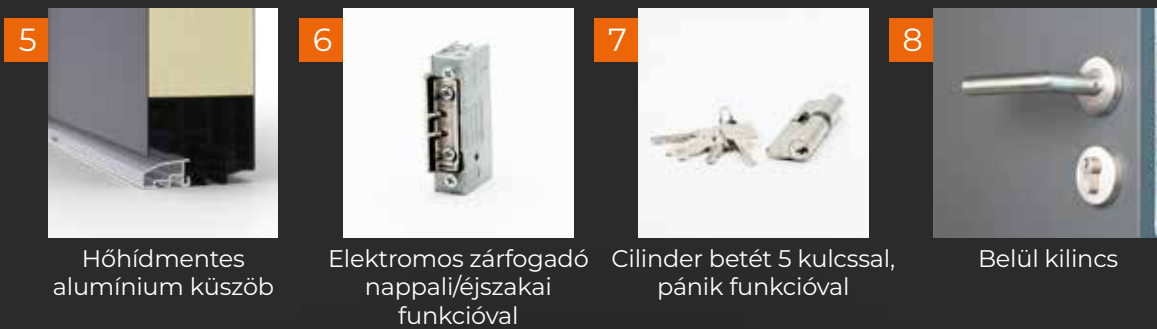 5
Hőhídmentes
alumínium küszöb
6
Elektromos zárfogadó
nappali/éjszakai
funkcióval
7
Cilinder betét 5 kulcssal,
pánik funkcióval
8
Belül kilincs